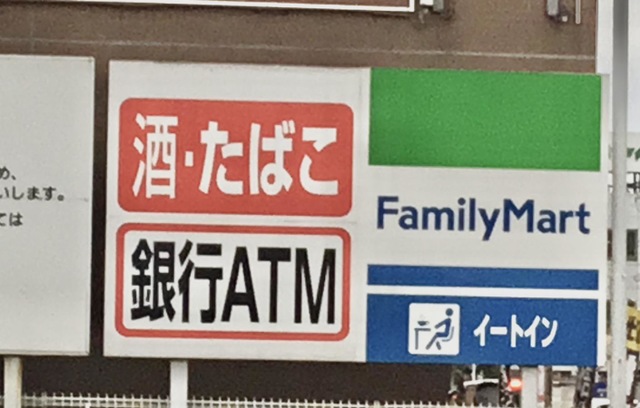 め、
いします。
ては
酒・たばこ
銀行ATM
FamilyMart
イートイン